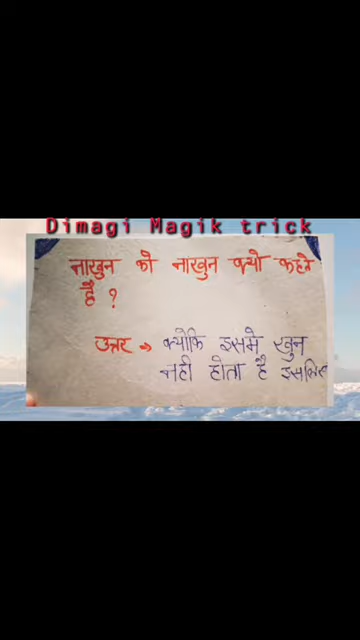 Dimagi Magik trick
नाखुन को नाखुन क्यो कहते
है ?
उत्तर → क्योकि इसमे खुन
नही होता है इसलिए